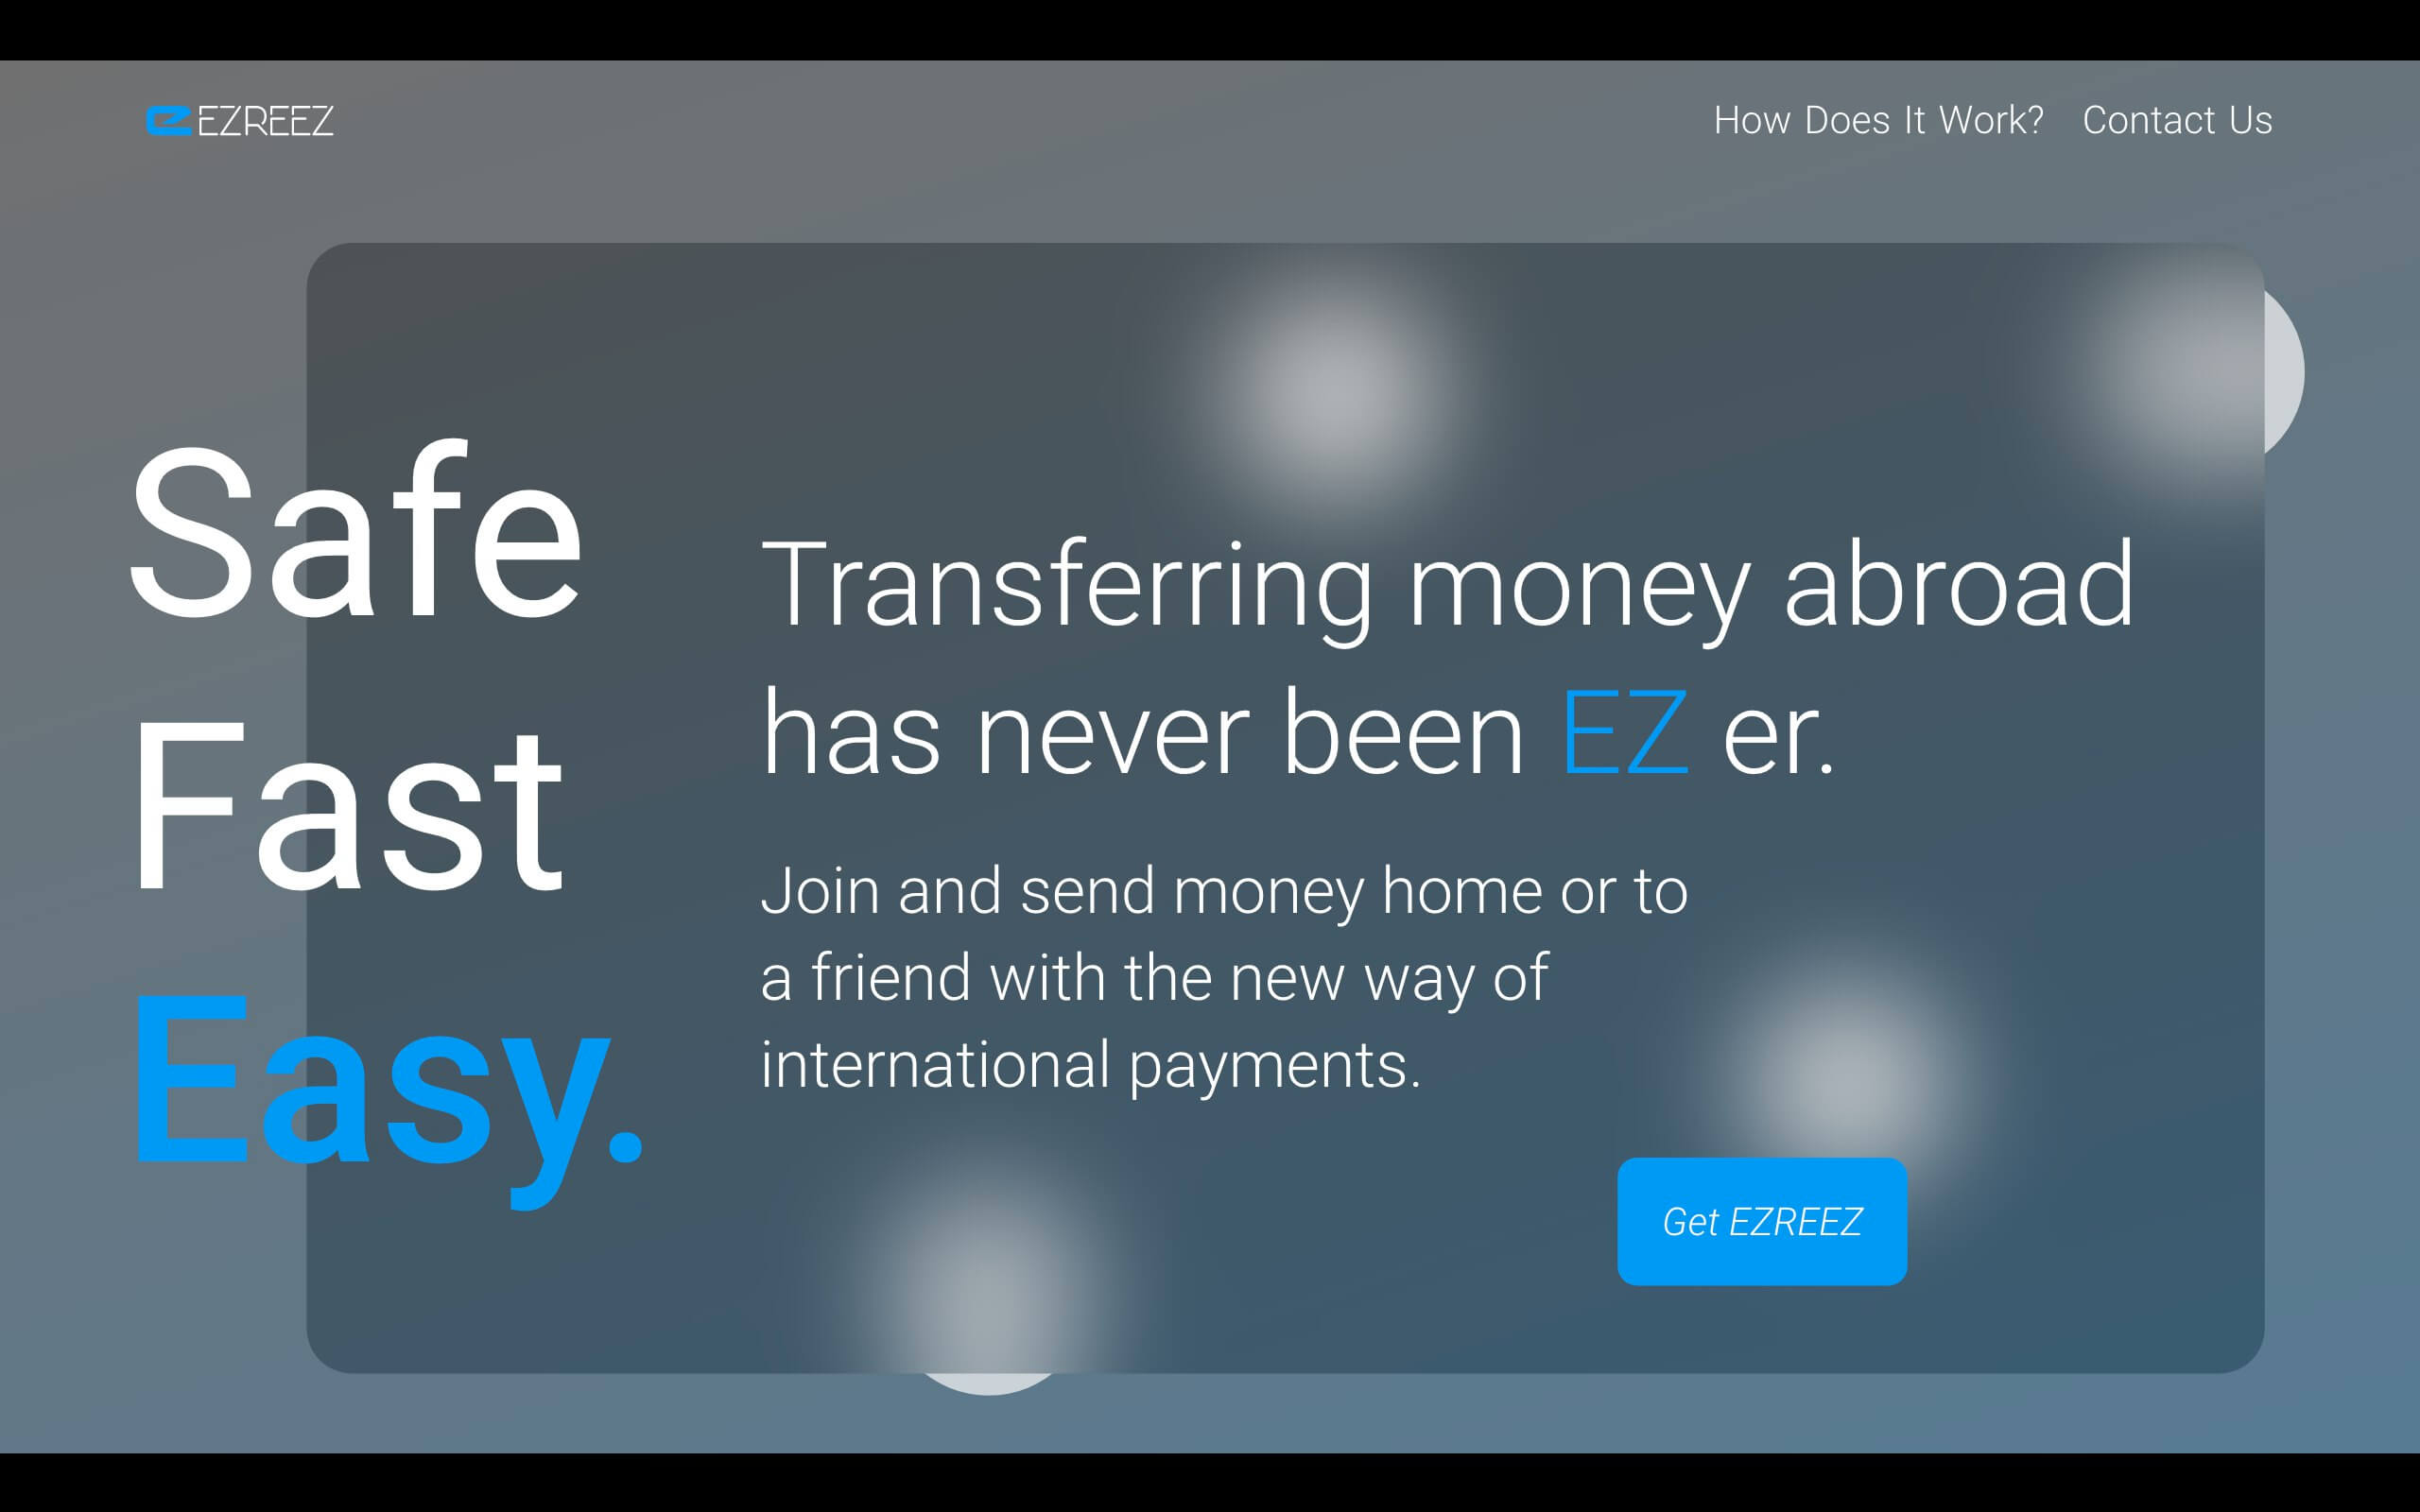 EZREEZ
How Does It Work? Contact Us
Safe
Fast
Easy.
Transferring money abroad
has never been EZ er.
Join and send money home or to
a friend with the new way of
international payments.
Get EZREEZ